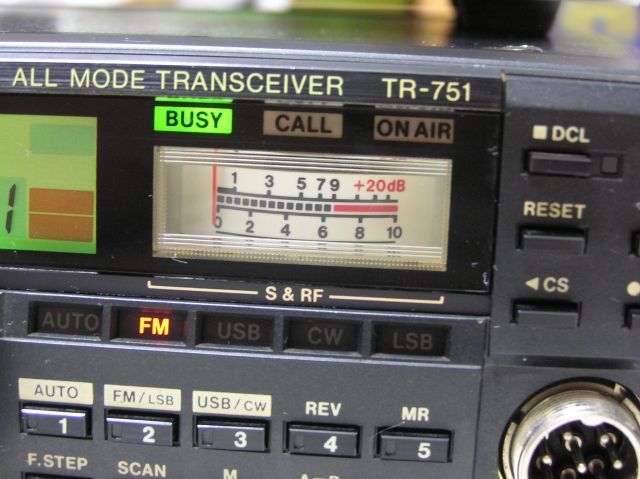 ALL MODE TRANSCEIVER TR-751
BUSY CALL ON AIR
1 3 5 7 9 +20dB
0 2 4 6 8 10
1
S & RF
DCL
RESET
CS
AUTO FM USB CW LSB
AUTO FM/LSB USB/CW REV MR
1 2 3 4 5
F.STEP SCAN M